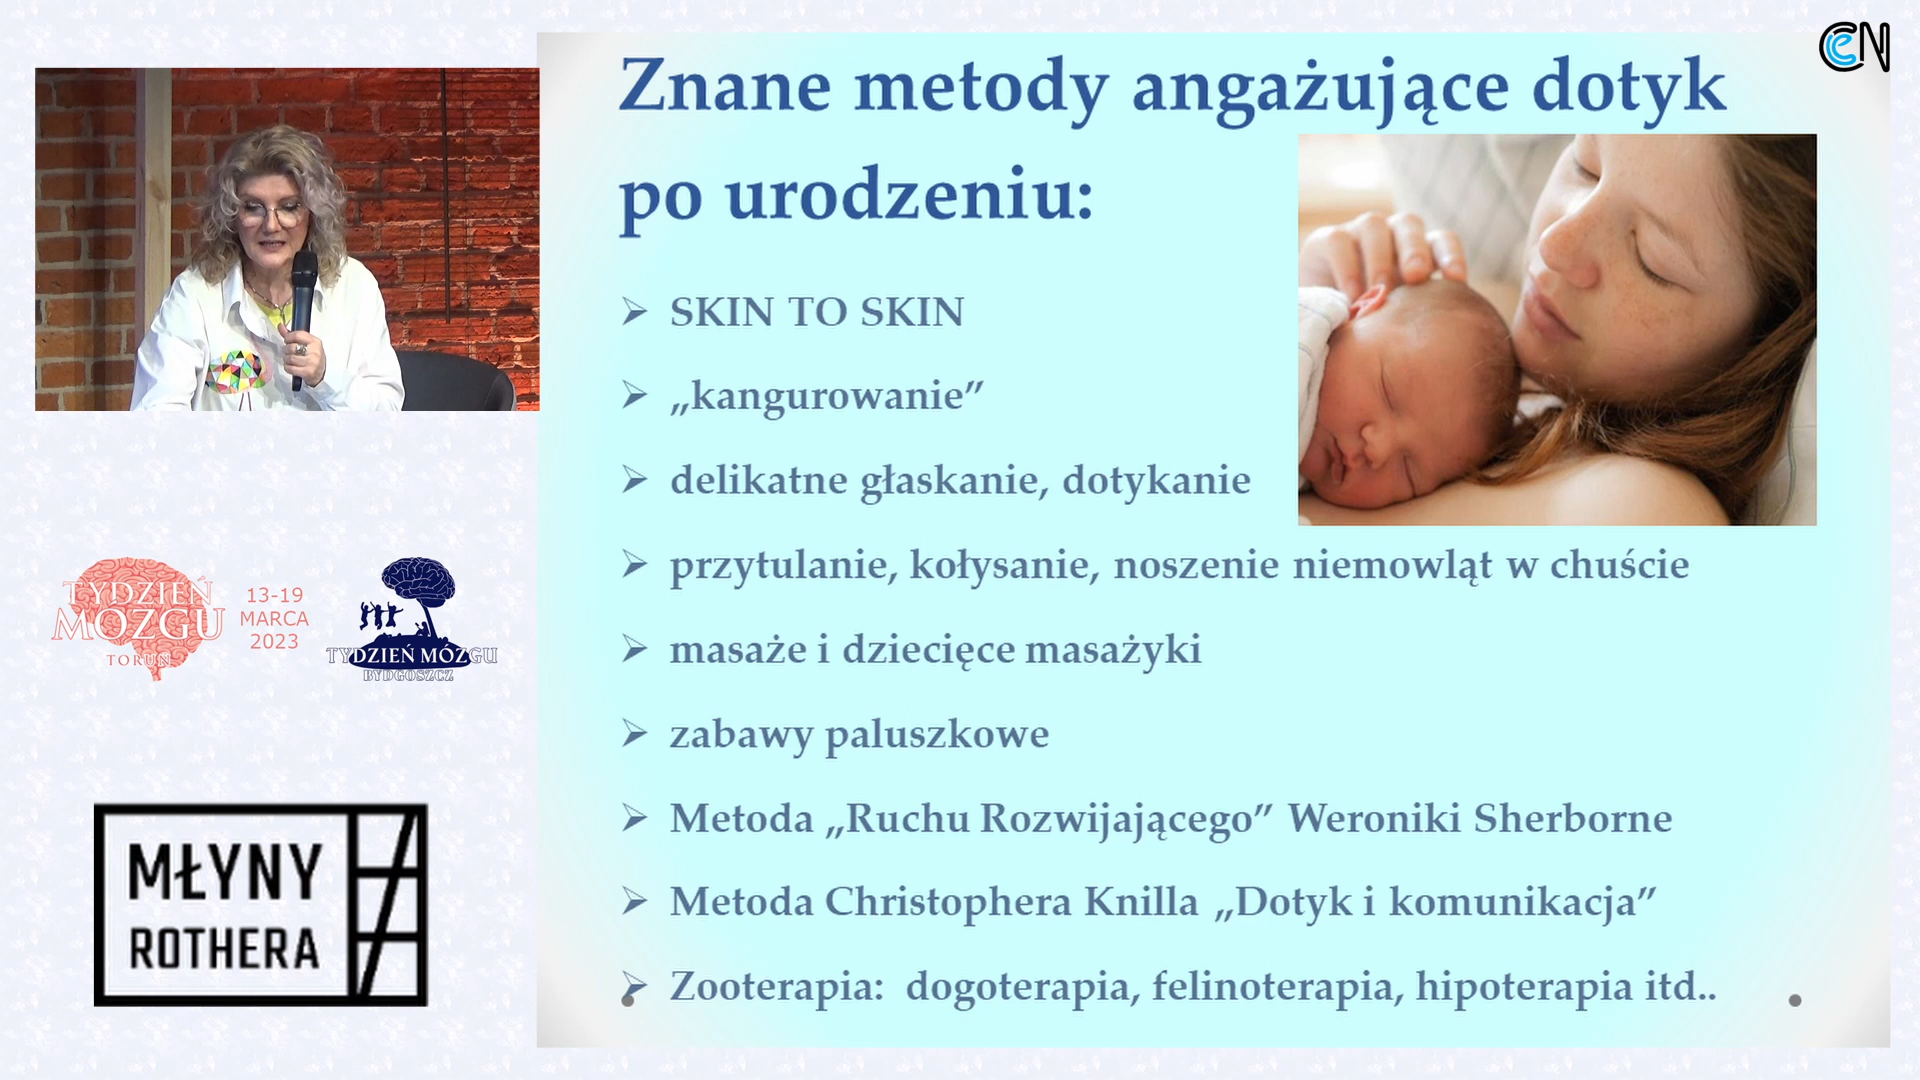 CeN
Znane metody angażujące dotyk
po urodzeniu:
➢ SKIN TO SKIN
➢ „kangurowanie”
➢ delikatne głaskanie, dotykanie
➢ przytulanie, kołysanie, noszenie niemowląt w chuście
➢ masaże i dziecięce masażyki
➢ zabawy paluszkowe
➢ Metoda „Ruchu Rozwijającego” Weroniki Sherborne
➢ Metoda Christophera Knilla „Dotyk i komunikacja”
➢ Zooterapia: dogoterapia, felinoterapia, hipoterapia itd..
TYDZIEŃ
MÓZGU
TORUŃ
13-19
MARCA
2023
TYDZIEŃ MÓZGU
BYDGOSZCZ
MŁYNY
ROTHERA